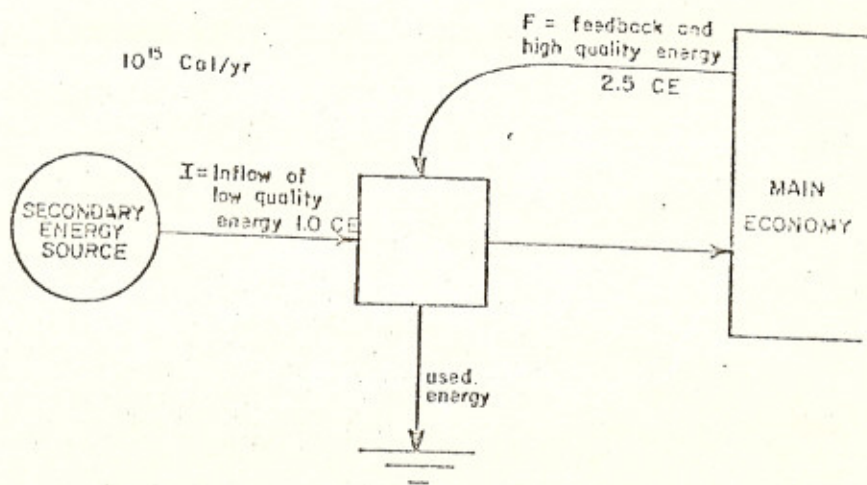 10¹⁵ Cal/yr
F = feedback and
high quality energy
2.5 CE
I = Inflow of
low quality
energy 1.0 CE
SECONDARY
ENERGY
SOURCE
MAIN
ECONOMY
used
energy